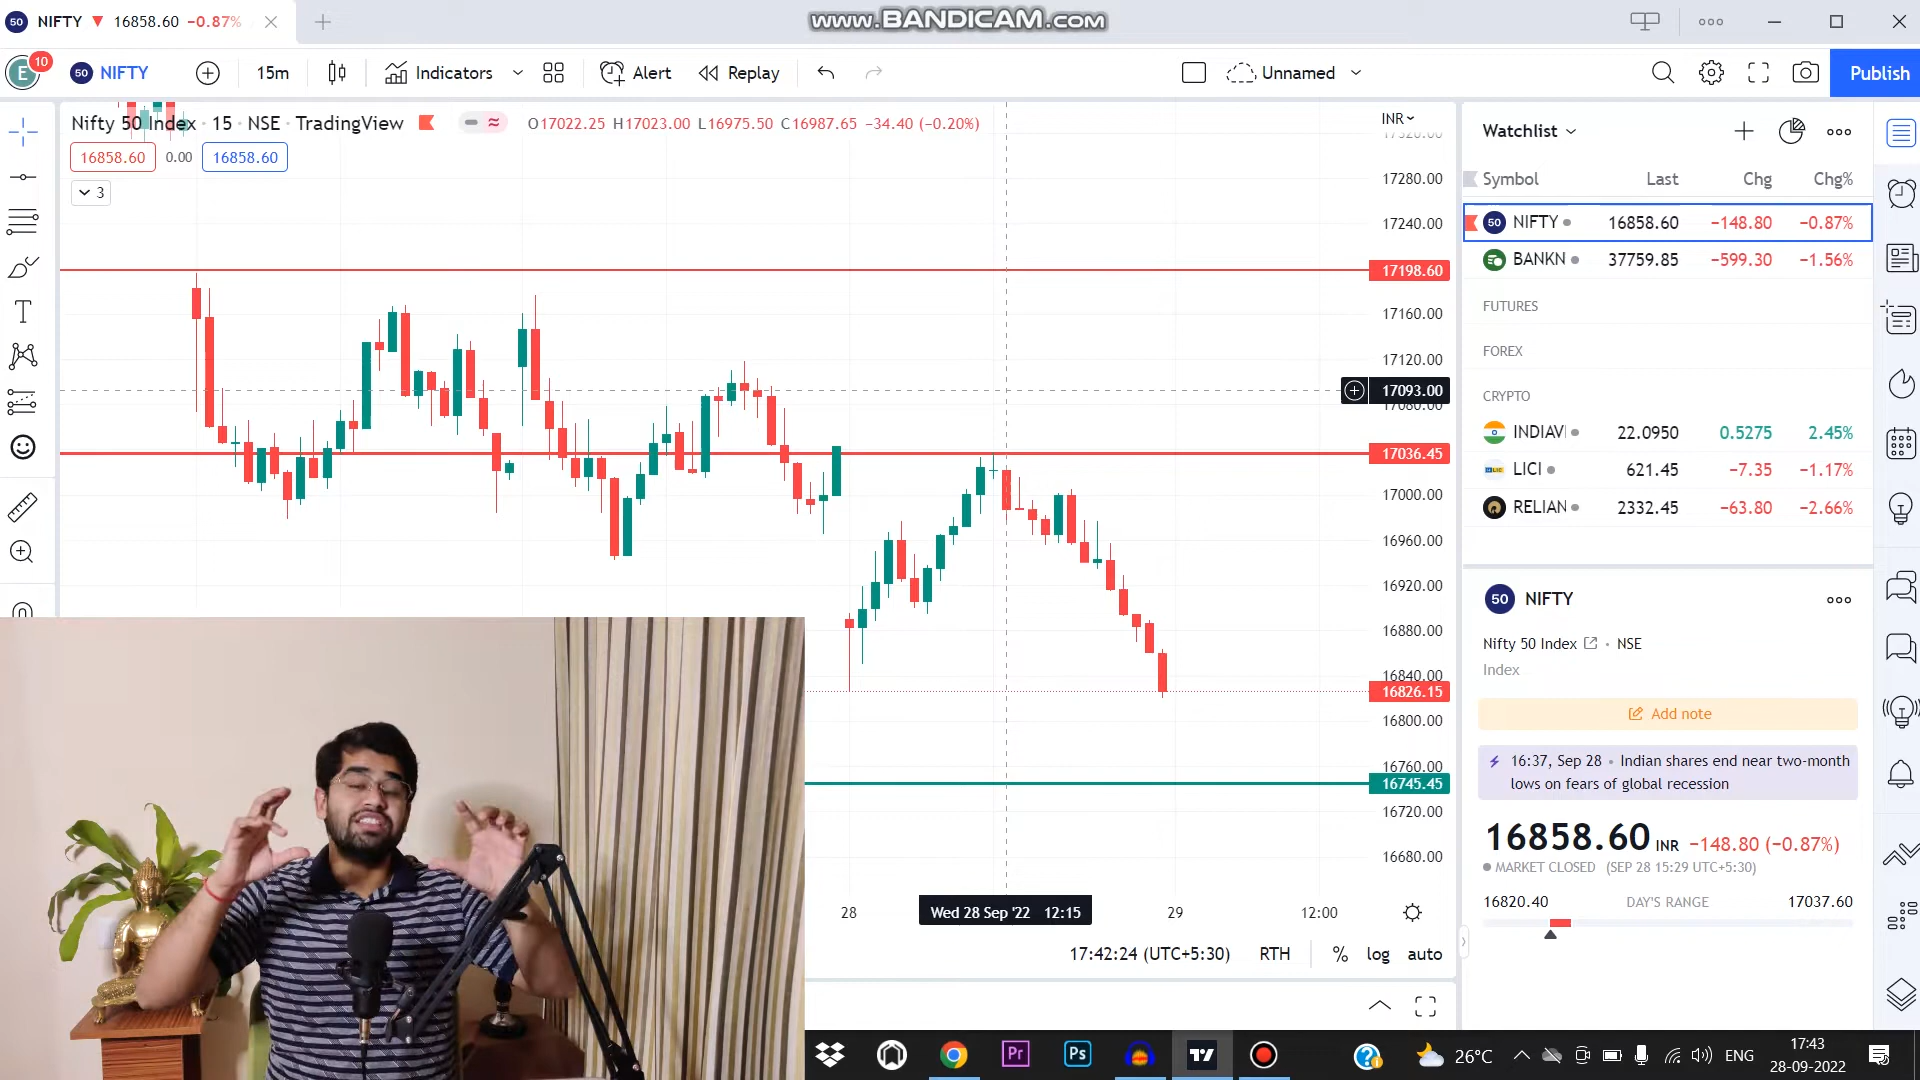 50 NIFTY ▼ 16858.60 −0.87%
www.BANDICAM.com
E 10 50 NIFTY 15m Indicators Alert Replay Unnamed Publish
Nifty 50 Index · 15 · NSE · TradingView O17022.25 H17023.00 L16975.50 C16987.65 −34.40 (−0.20%)
16858.60 0.00 16858.60
3
INR
17320.00
17280.00
17240.00
17198.60
17160.00
17120.00
17093.00
17080.00
17036.45
17000.00
16960.00
16920.00
16880.00
16840.00
16826.15
16800.00
16760.00
16745.45
16720.00
16680.00
28 Wed 28 Sep '22 12:15 29 12:00
17:42:24 (UTC+5:30) RTH % log auto
Watchlist
Symbol Last Chg Chg%
50 NIFTY 16858.60 −148.80 −0.87%
BANKN 37759.85 −599.30 −1.56%
FUTURES
FOREX
CRYPTO
INDIAVI 22.0950 0.5275 2.45%
LIC LICI 621.45 −7.35 −1.17%
RELIAN 2332.45 −63.80 −2.66%
50 NIFTY
Nifty 50 Index • NSE
Index
Add note
16:37, Sep 28 • Indian shares end near two-month
lows on fears of global recession
16858.60 INR −148.80 (−0.87%)
MARKET CLOSED (SEP 28 15:29 UTC+5:30)
16820.40 DAY'S RANGE 17037.60
Pr Ps 26°C ENG 17:43
28-09-2022